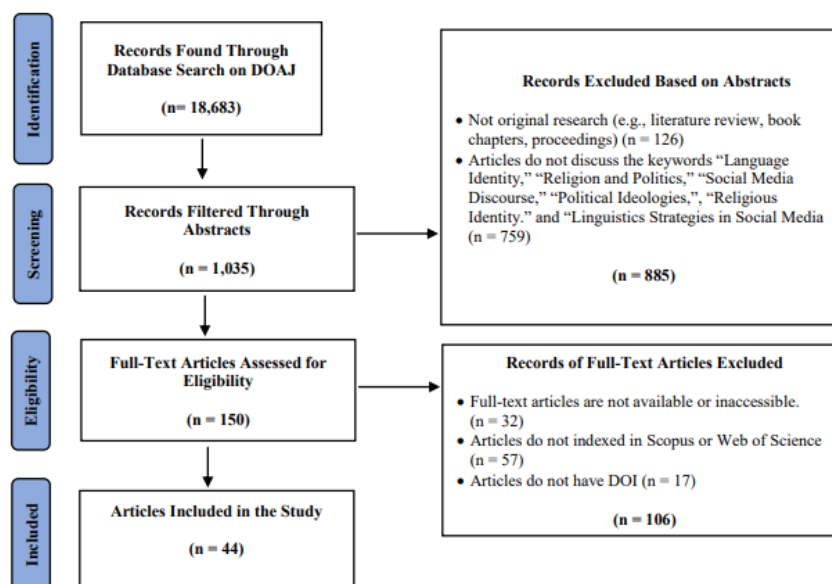 Identification
Records Found Through
Database Search on DOAJ
(n= 18,683)
Records Excluded Based on Abstracts
• Not original research (e.g., literature review, book
chapters, proceedings) (n = 126)
• Articles do not discuss the keywords “Language
Identity,” “Religion and Politics,” “Social Media
Discourse,” “Political Ideologies,”, “Religious
Identity.” and “Linguistics Strategies in Social Media
(n = 759)
(n = 885)
Screening
Records Filtered Through
Abstracts
(n = 1,035)
Eligibility
Full-Text Articles Assessed for
Eligibility
(n = 150)
Records of Full-Text Articles Excluded
• Full-text articles are not available or inaccessible.
(n = 32)
• Articles do not indexed in Scopus or Web of Science
(n = 57)
• Articles do not have DOI (n = 17)
(n = 106)
Included
Articles Included in the Study
(n = 44)